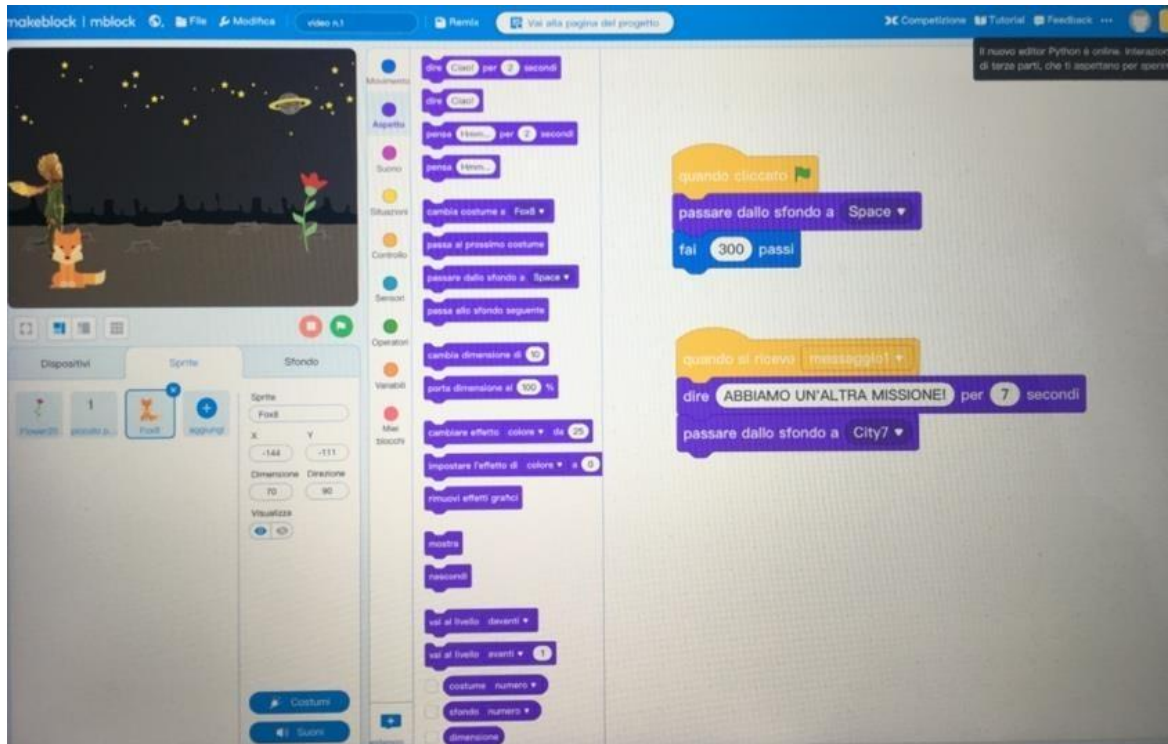 makeblock | mblock File Modifica video n.1 Remix Vai alla pagina del progetto Competizione Tutorial Feedback
Il nuovo editor Python è online. Interazion
di terze parti, che ti aspettano per sperim
Movimento
Aspetto
Suono
Situazioni
Controllo
Sensori
Operatori
Variabili
Miei
blocchi
dire Ciao! per 2 secondi
dire Ciao!
pensa Hmm... per 2 secondi
pensa Hmm...
cambia costume a Fox8
passa al prossimo costume
passare dallo sfondo a Space
passa allo sfondo seguente
cambia dimensione di 10
porta dimensione al 100 %
cambiare effetto colore da 25
impostare l'effetto di colore a 0
rimuovi effetti grafici
mostra
nascondi
vai al livello davanti
vai al livello avanti 1
costume numero
sfondo numero
dimensione
quando cliccato
passare dallo sfondo a Space
fai 300 passi
quando si riceve messaggio1
dire ABBIAMO UN'ALTRA MISSIONE! per 7 secondi
passare dallo sfondo a City7
Dispositivi Sprite Sfondo
Fox8
aggiungi
Sprite
Fox8
X Y
-144 -111
Dimensione Direzione
70 90
Visualizza
Costumi
Suoni